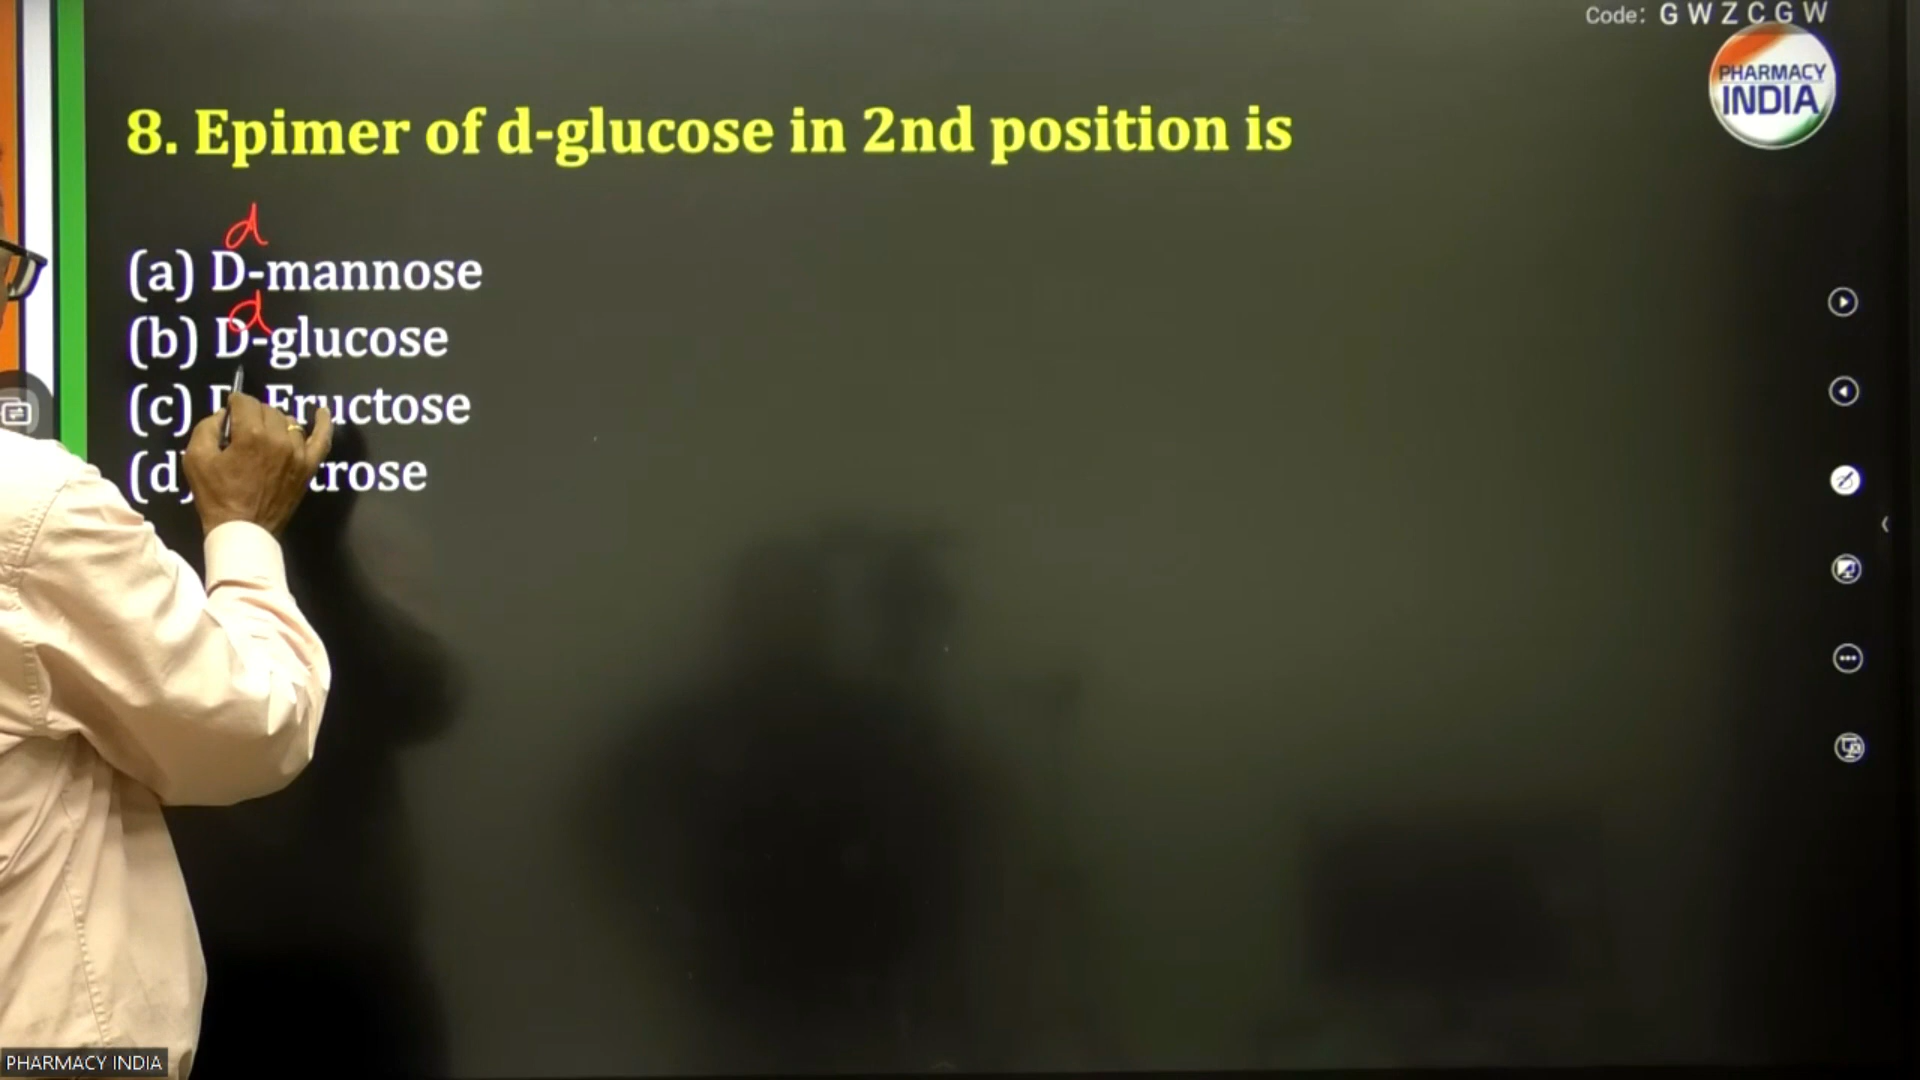 Code: G W Z C G W
PHARMACY
INDIA
8. Epimer of d-glucose in 2nd position is
d
(a) D-mannose
d
(b) D-glucose
(c) D-Fructose
(d) trose
PHARMACY INDIA